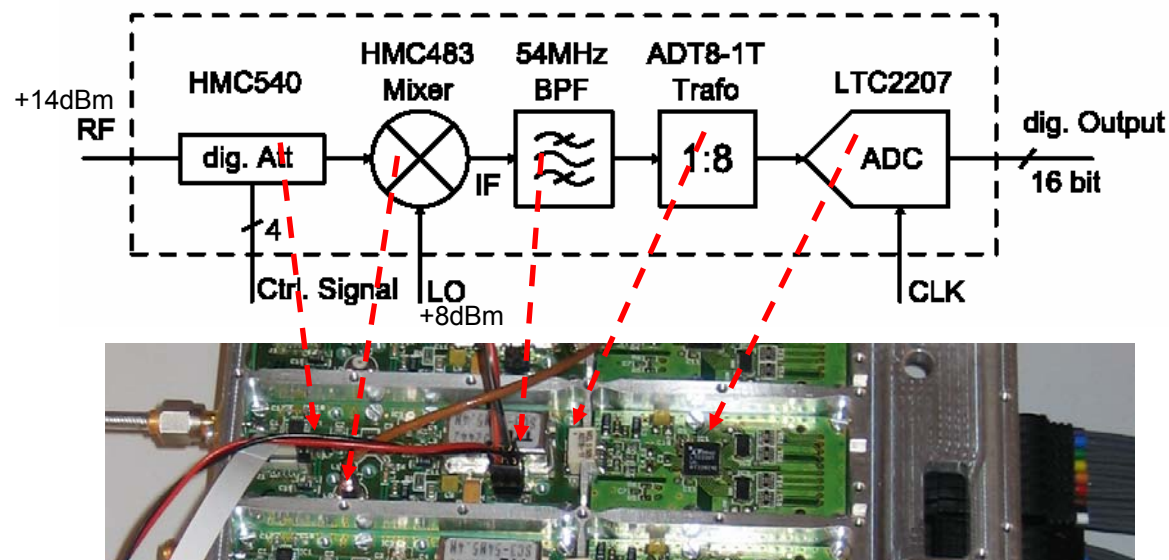 HMC540
HMC483
Mixer
54MHz
BPF
ADT8-1T
Trafo
LTC2207
+14dBm
RF
dig. Att
IF
1:8
ADC
dig. Output
16 bit
4
Ctrl. Signal
LO
+8dBm
CLK